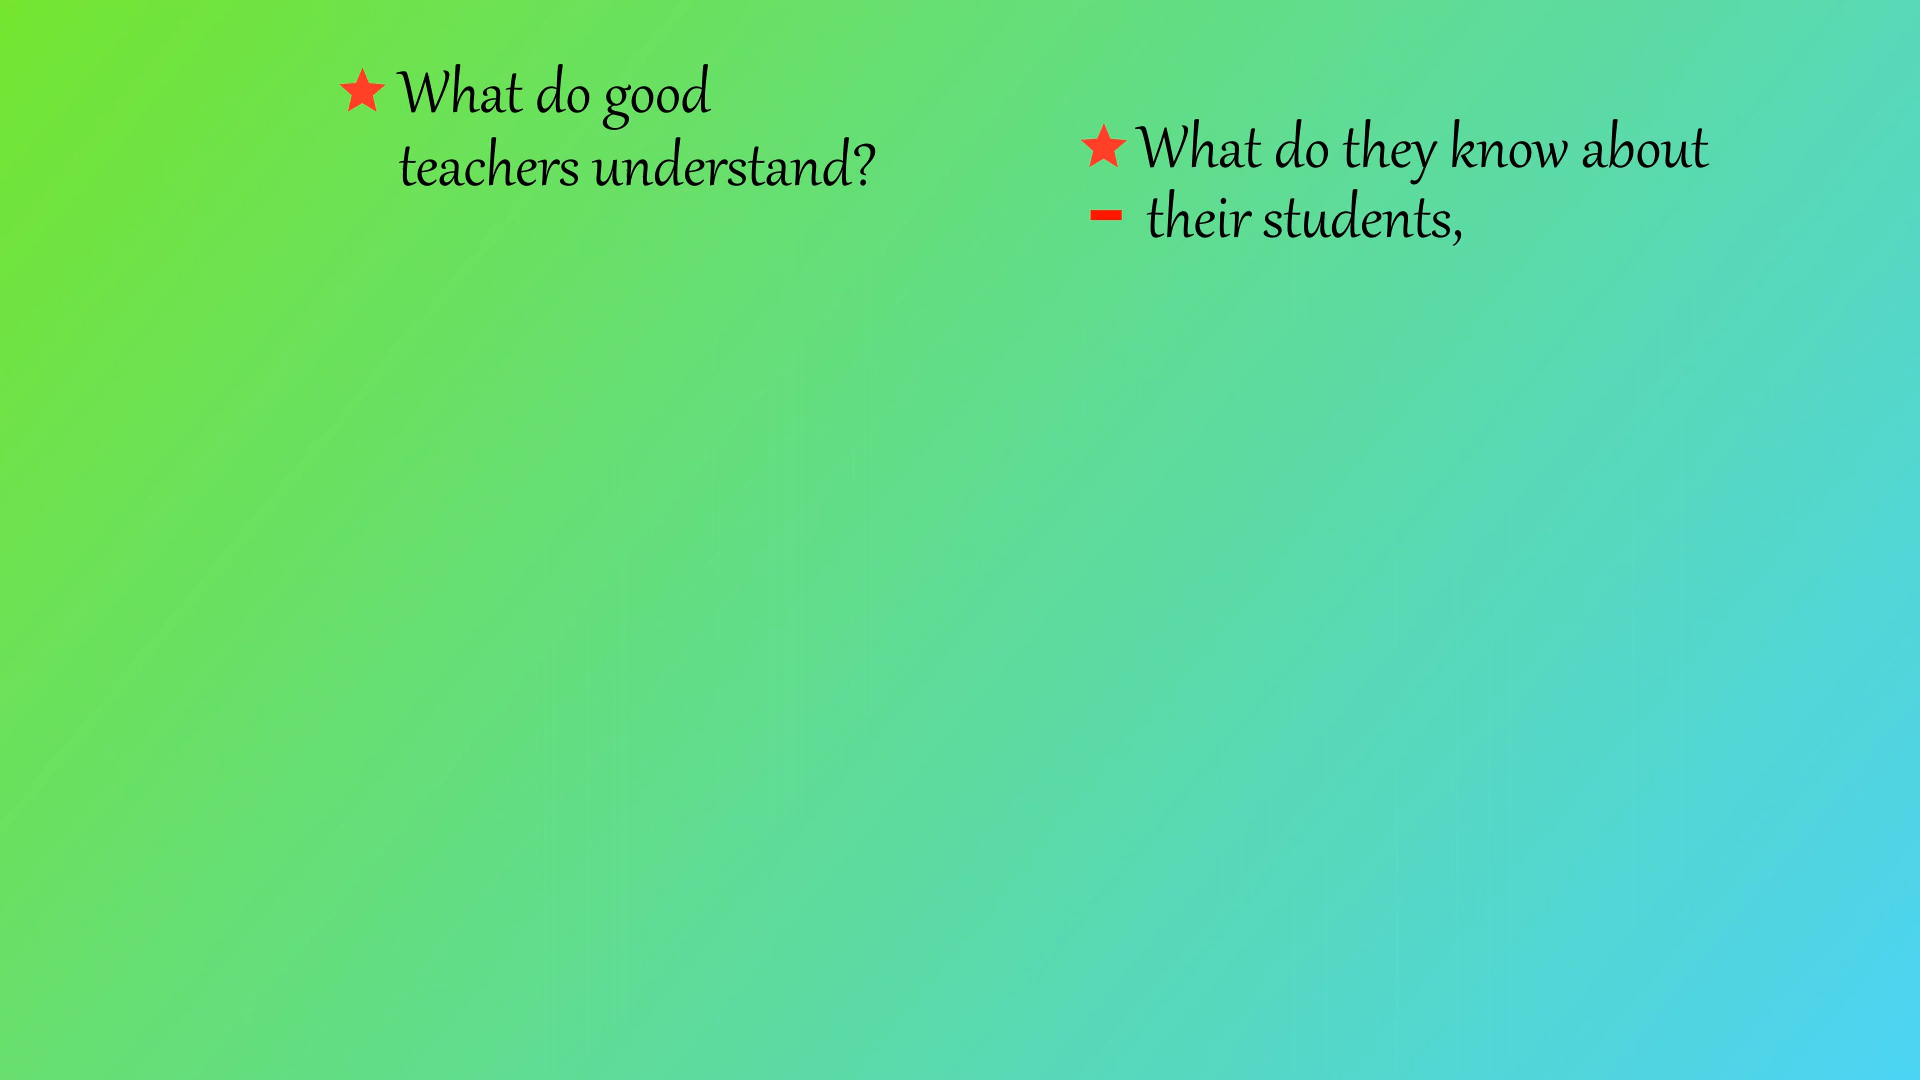 What do good
teachers understand?
What do they know about
their students,